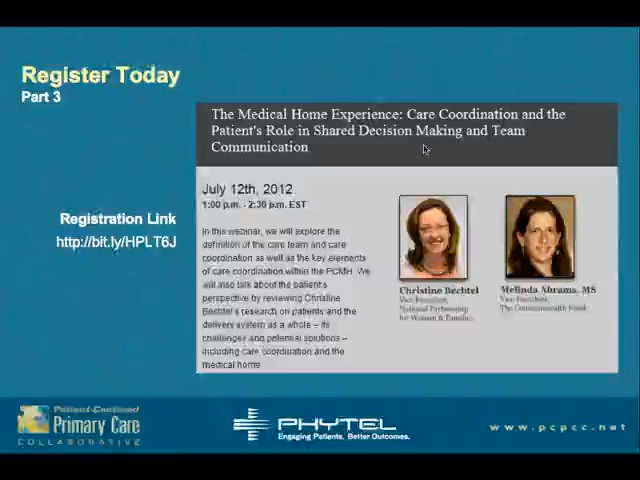 Register Today
Part 3
The Medical Home Experience: Care Coordination and the
Patient's Role in Shared Decision Making and Team
Communication
July 12th, 2012
1:00 p.m. - 2:30 p.m. EST
Registration Link
http://bit.ly/HPLT6J
In this webinar, we will explore the
definition of the care team and care
coordination as well as the key elements
of care coordination within the PCMH. We
will also talk about the patient's
perspective by reviewing Christine
Bechtel's research on patients and the
delivery system as a whole – its
challenges and potential solutions –
including care coordination and the
medical home
Christine Bechtel
Vice President,
National Partnership
for Women & Families
Melinda Abrams, MS
Vice President,
The Commonwealth Fund
Patient-Centered
Primary Care
COLLABORATIVE
PHYTEL
Engaging Patients. Better Outcomes.
www.pcpcc.net